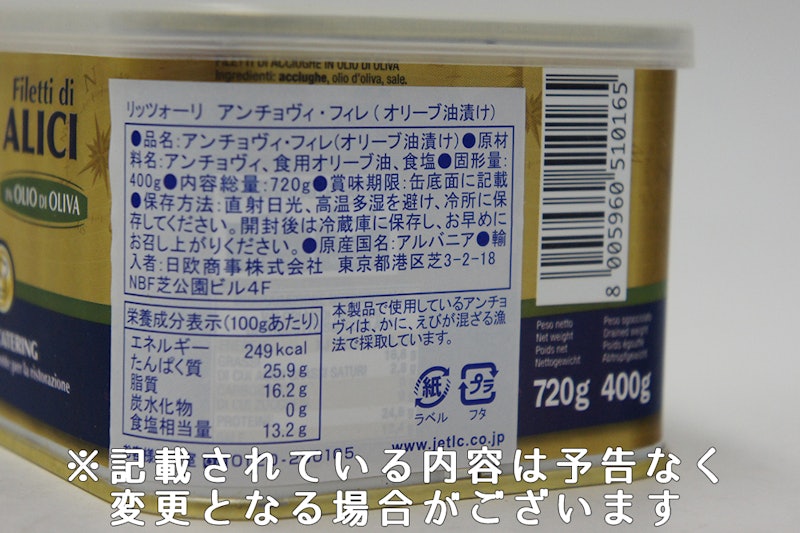 FILETTI DI ACCIUGHE IN OLIO DI OLIVA
Ingredienti: acciughe, olio d'oliva, sale.
Filetti di
ALICI
IN OLIO DI OLIVA
リッツォーリ アンチョヴィ・フィレ(オリーブ油漬け)
●品名:アンチョヴィ・フィレ(オリーブ油漬け)●原材
料名:アンチョヴィ、食用オリーブ油、食塩●固形量:
400g●内容総量:720g●賞味期限:缶底面に記載
●保存方法:直射日光、高温多湿を避け、冷所に保
存してください。開封後は冷蔵庫に保存し、お早めに
お召し上がりください。●原産国名:アルバニア●輸
入者:日欧商事株式会社 東京都港区芝3-2-18
NBF芝公園ビル4F
栄養成分表示(100gあたり)
エネルギー 249kcal
たんぱく質 25.9g
脂質 16.2g
炭水化物 0g
食塩相当量 13.2g
本製品で使用しているアンチョ
ヴィは、かに、えびが混ざる漁
法で採取しています。
紙
ラベル
プラ
フタ
www.jetlc.co.jp
8 005960 510165
Peso netto
Net weight
Poids net
Nettogewicht
720g
Peso sgocciolato
Drained weight
Poids égoutté
Abtropfgewicht
400g
CATERING
per la ristorazione
※記載されている内容は予告なく
変更となる場合がございます